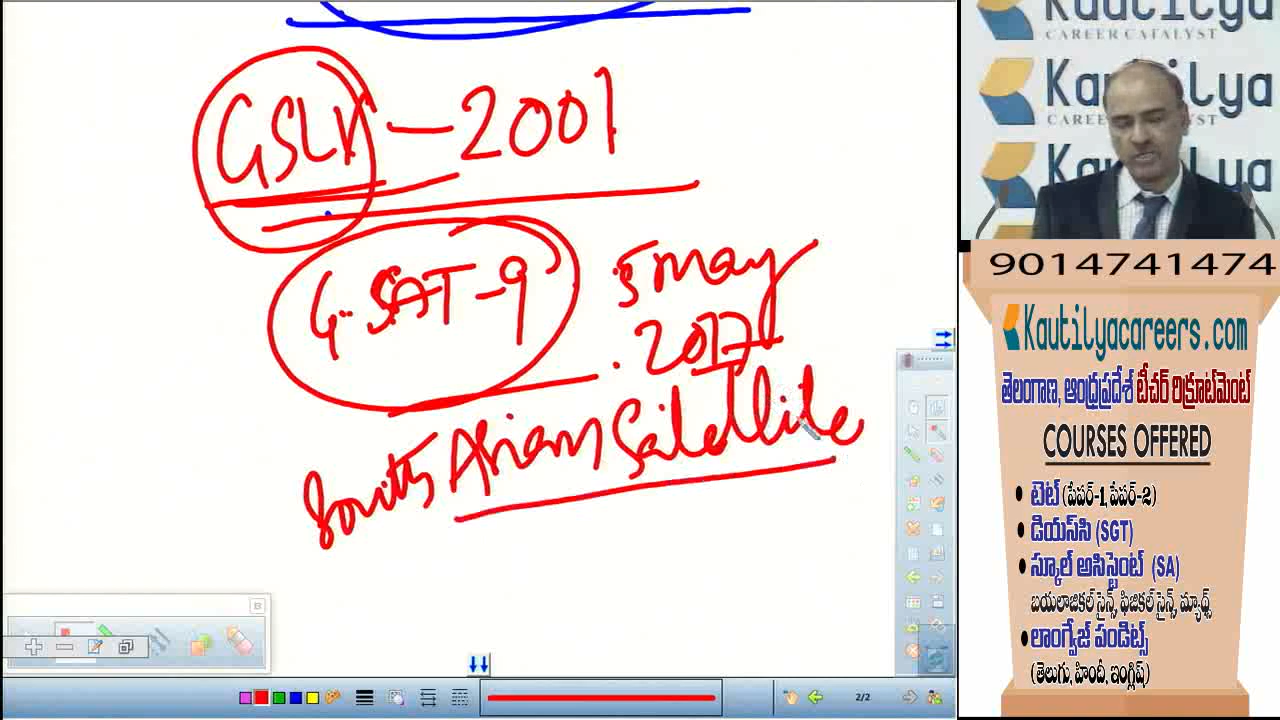 GSLV - 2001
G-SAT-9
5 May
2017
South Asian Satellite
2/2
Kautilya
CAREER CATALYST
Kautilya
CAREER CATALYST
9014741474
Kautilyacareers.com
తెలంగాణ, ఆంధ్రప్రదేశ్ టీచర్ రిక్రూట్‌మెంట్
COURSES OFFERED
• టెట్ (పేపర్-1, పేపర్-2)
• డియస్‌సి (SGT)
• స్కూల్ అసిస్టెంట్ (SA)
బయలాజికల్ సైన్స్, ఫిజికల్ సైన్స్, మ్యాథ్స్
• లాంగ్వేజ్ పండిట్స్
(తెలుగు, హిందీ, ఇంగ్లిష్)